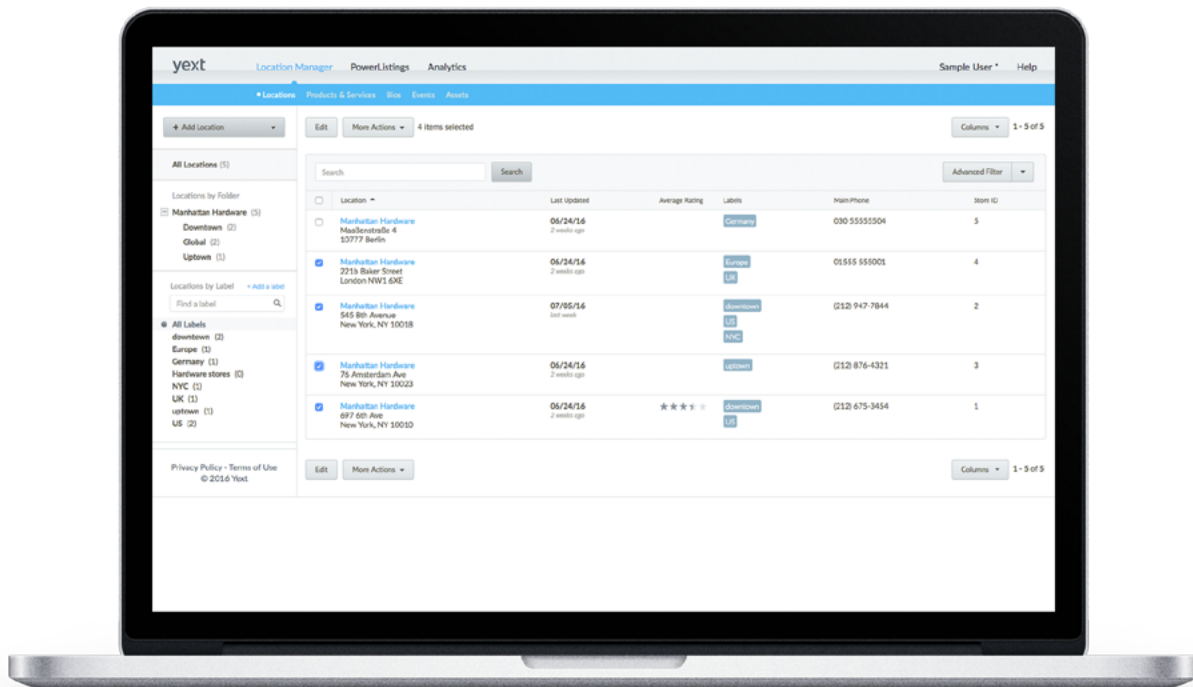 yext
Location Manager PowerListings Analytics
Sample User Help
Locations Products & Services Bios Events Assets
+ Add Location
Edit More Actions 4 items selected Columns 1 - 5 of 5
All Locations (5)
Search Search Advanced Filter
Locations by Folder
Manhattan Hardware (5)
Downtown (2)
Global (2)
Uptown (1)
Locations by Label + Add a label
Find a label
All Labels
downtown (2)
Europe (1)
Germany (1)
Hardware stores (0)
NYC (1)
UK (1)
uptown (1)
US (2)
Privacy Policy - Terms of Use
© 2016 Yext
Location Last Updated Average Rating Labels Main Phone Store ID
Manhattan Hardware 06/24/16 Germany 030 55555504 5
Maaßenstraße 4 2 weeks ago
10777 Berlin
Manhattan Hardware 06/24/16 Europe 01555 555001 4
221b Baker Street 2 weeks ago UK
London NW1 6XE
Manhattan Hardware 07/05/16 downtown (212) 947-7844 2
545 8th Avenue last week US
New York, NY 10018 NYC
Manhattan Hardware 06/24/16 uptown (212) 876-4321 3
76 Amsterdam Ave 2 weeks ago
New York, NY 10023
Manhattan Hardware 06/24/16 downtown (212) 675-3454 1
697 6th Ave 2 weeks ago US
New York, NY 10010
Edit More Actions Columns 1 - 5 of 5